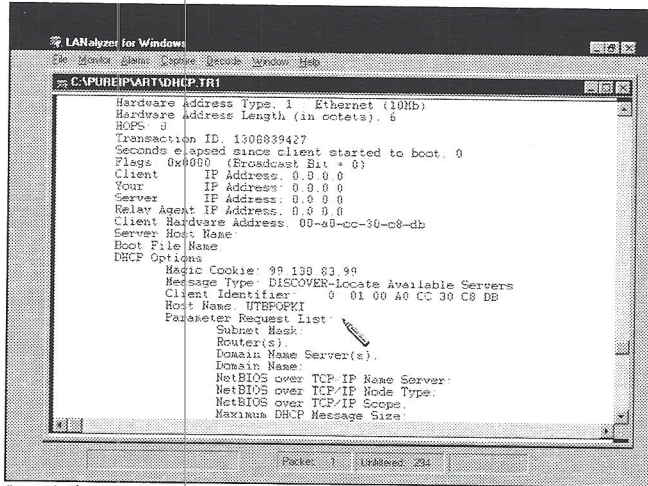 LANalyzer for Windows
File Monitor Alarms Capture Decode Window Help
C:\PUREIP\ART\DHCP.TR1
Hardware Address Type: 1 Ethernet (10Mb)
Hardware Address Length (in octets): 6
HOPS: 0
Transaction ID: 1306839427
Seconds elapsed since client started to boot: 0
Flags: 0x0000 (Broadcast Bit = 0)
Client IP Address: 0.0.0.0
Your IP Address: 0.0.0.0
Server IP Address: 0.0.0.0
Relay Agent IP Address: 0.0.0.0
Client Hardware Address: 00-a0-cc-30-c8-db
Server Host Name:
Boot File Name:
DHCP Options
Magic Cookie: 99.130.83.99
Message Type: DISCOVER-Locate Available Servers
Client Identifier: 0: 01 00 A0 CC 30 C8 DB
Host Name: UTBPOPKI
Parameter Request List:
Subnet Mask:
Router(s):
Domain Name Server(s):
Domain Name:
NetBIOS over TCP/IP Name Server:
NetBIOS over TCP/IP Node Type:
NetBIOS over TCP/IP Scope:
Maximum DHCP Message Size:
Packet: 1 Unfiltered: 294